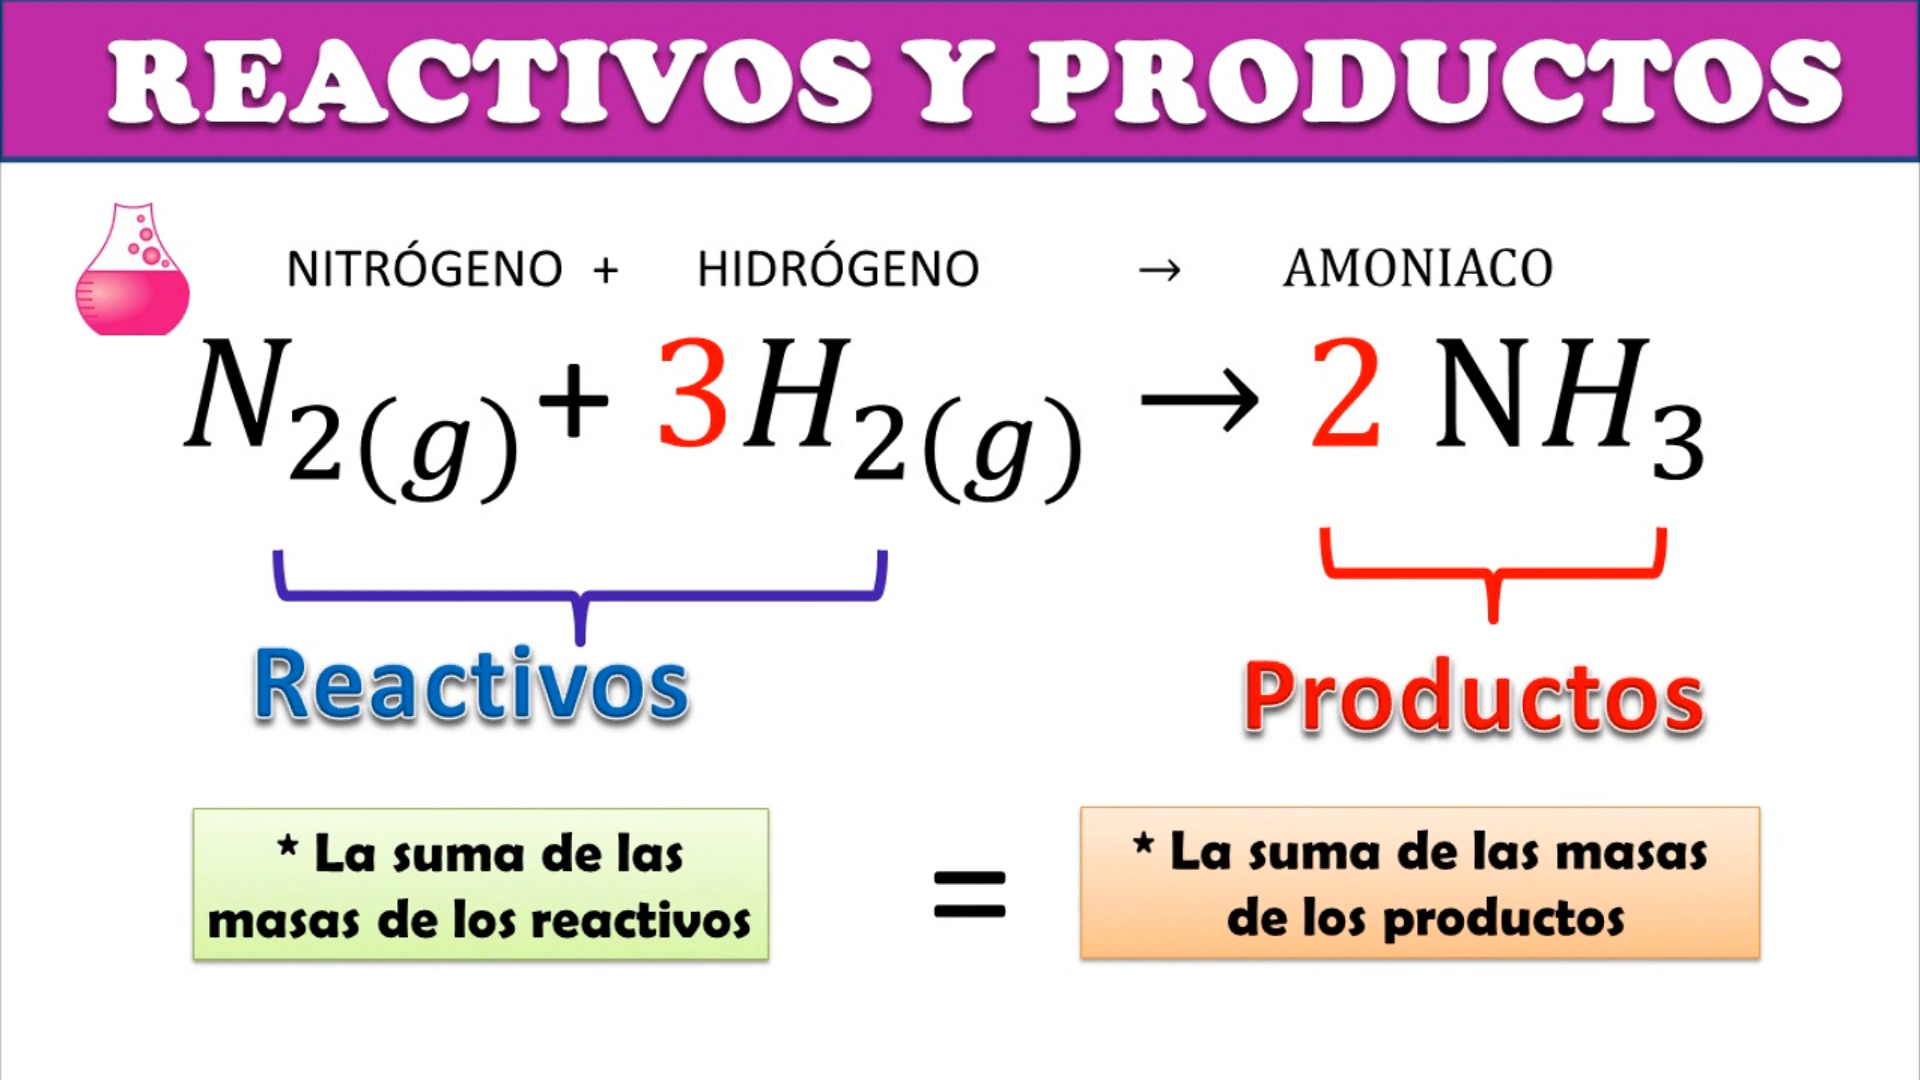 REACTIVOS Y PRODUCTOS
NITRÓGENO + HIDRÓGENO → AMONIACO
N₂(g) + 3H₂(g) → 2 NH₃
Reactivos
Productos
* La suma de las
masas de los reactivos
=
* La suma de las masas
de los productos